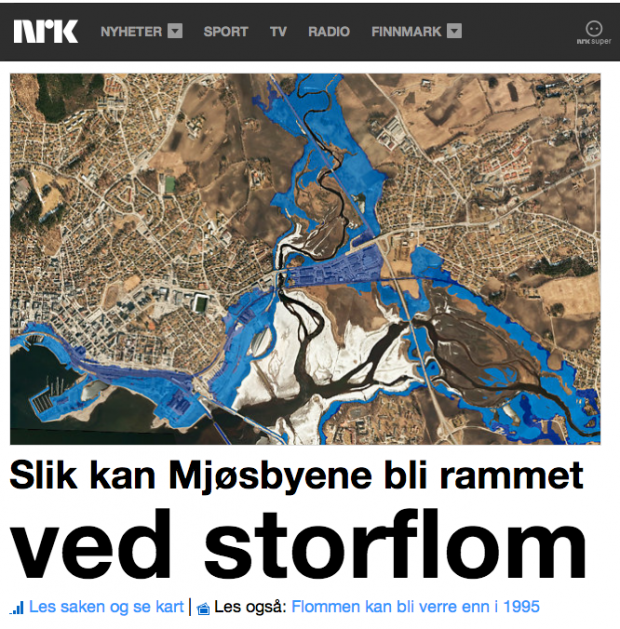 NRK NYHETER SPORT TV RADIO FINNMARK NRK super
Slik kan Mjøsbyene bli rammet
ved storflom
Les saken og se kart | Les også: Flommen kan bli verre enn i 1995